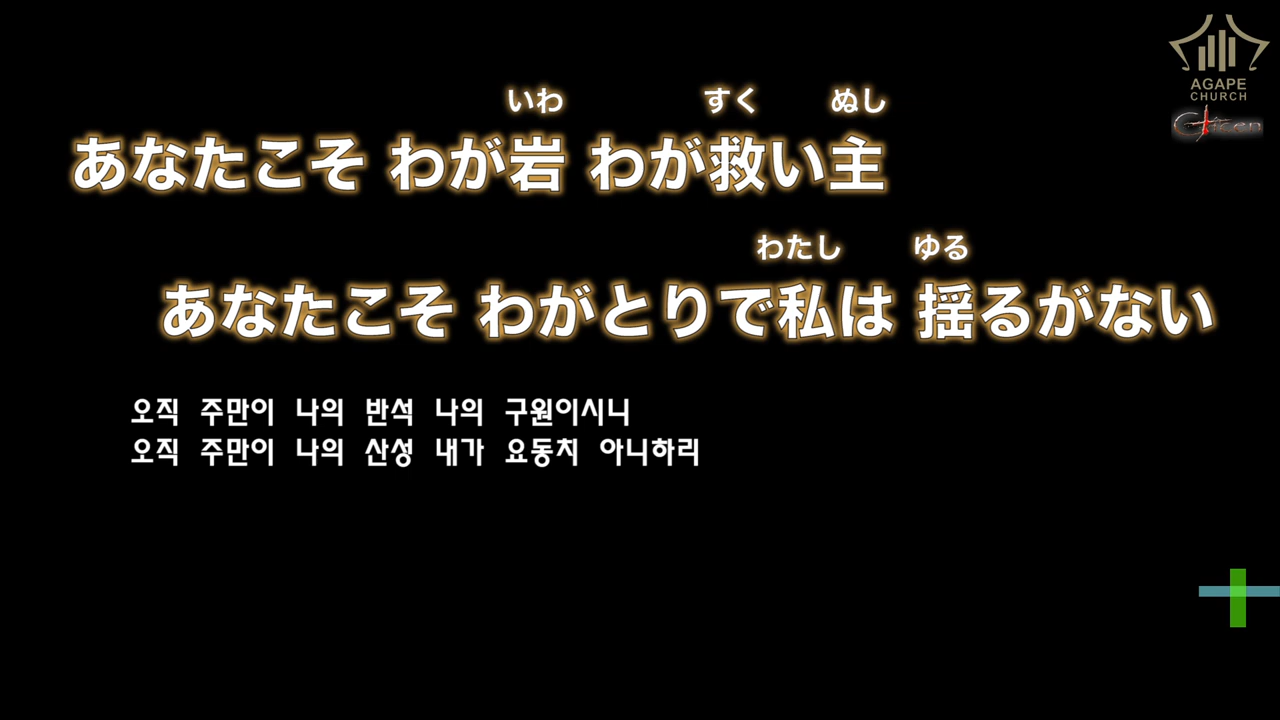 AGAPE
CHURCH
いわ すく ぬし
あなたこそ わが岩 わが救い主
わたし ゆる
あなたこそ わがとりで私は 揺るがない
오직 주만이 나의 반석 나의 구원이시니
오직 주만이 나의 산성 내가 요동치 아니하리